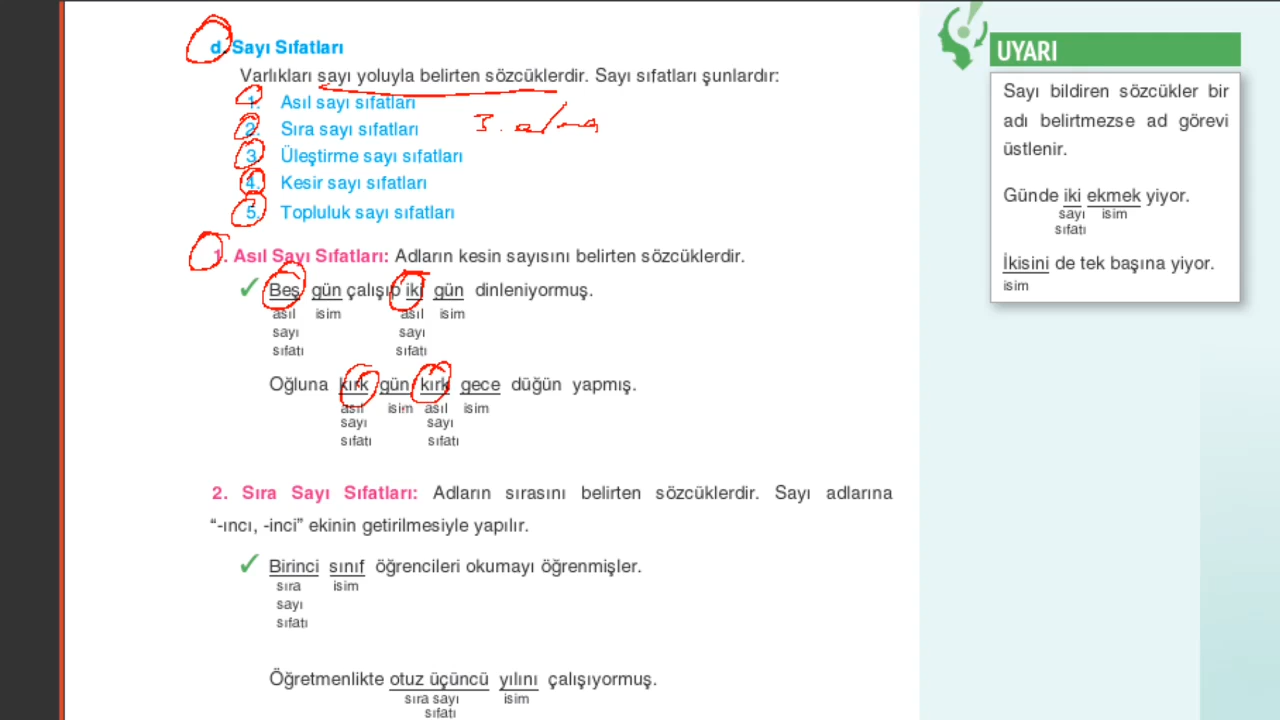 d. Sayı Sıfatları
Varlıkları sayı yoluyla belirten sözcüklerdir. Sayı sıfatları şunlardır:
1. Asıl sayı sıfatları
2. Sıra sayı sıfatları
3. elma
3. Üleştirme sayı sıfatları
4. Kesir sayı sıfatları
5. Topluluk sayı sıfatları
1. Asıl Sayı Sıfatları: Adların kesin sayısını belirten sözcüklerdir.
✓ Beş gün çalışıp iki gün dinleniyormuş.
asıl isim asıl isim
sayı sayı
sıfatı sıfatı
Oğluna kırk gün kırk gece düğün yapmış.
asıl isim asıl isim
sayı sayı
sıfatı sıfatı
2. Sıra Sayı Sıfatları: Adların sırasını belirten sözcüklerdir. Sayı adlarına
“-ıncı, -inci” ekinin getirilmesiyle yapılır.
✓ Birinci sınıf öğrencileri okumayı öğrenmişler.
sıra isim
sayı
sıfatı
Öğretmenlikte otuz üçüncü yılını çalışıyormuş.
sıra sayı isim
sıfatı
UYARI
Sayı bildiren sözcükler bir
adı belirtmezse ad görevi
üstlenir.
Günde iki ekmek yiyor.
sayı isim
sıfatı
İkisini de tek başına yiyor.
isim